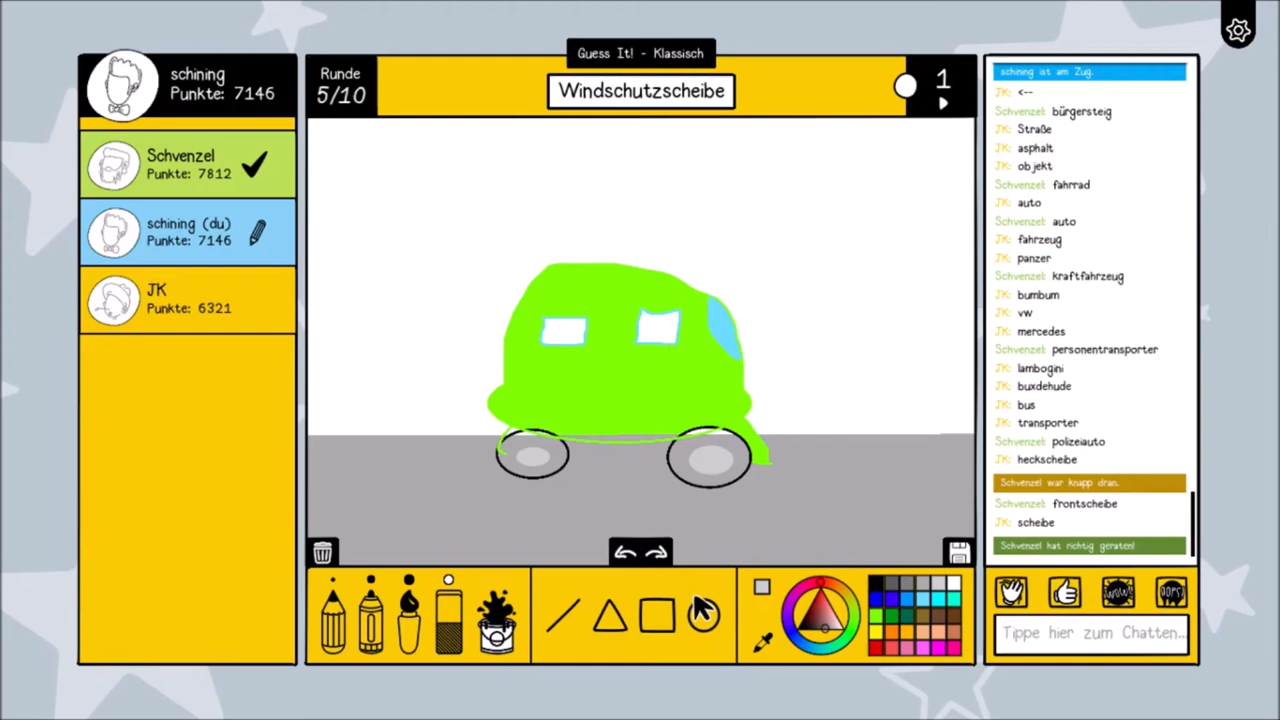 Guess It! - Klassisch
schining
Punkte: 7146
Runde
5/10
Windschutzscheibe
1
Schvenzel
Punkte: 7812
schining (du)
Punkte: 7146
JK
Punkte: 6321
schining ist am Zug.
JK: <--
Schvenzel: bürgersteig
JK: Straße
JK: asphalt
JK: objekt
Schvenzel: fahrrad
JK: auto
Schvenzel: auto
JK: fahrzeug
JK: panzer
Schvenzel: kraftfahrzeug
JK: bumbum
JK: vw
JK: mercedes
Schvenzel: personentransporter
JK: lambogini
JK: buxdehude
JK: bus
JK: transporter
Schvenzel: polizeiauto
JK: heckscheibe
Schvenzel war knapp dran.
Schvenzel: frontscheibe
JK: scheibe
Schvenzel hat richtig geraten!
WOW!
OOPS!
Tippe hier zum Chatten...